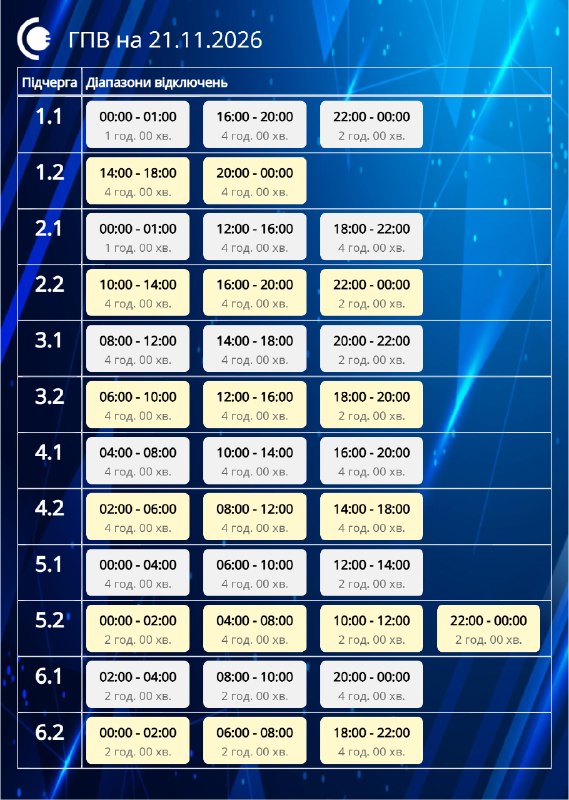 ГПВ на 21.11.2026
Підчерга Діапазони відключень
1.1 00:00 - 01:00 16:00 - 20:00 22:00 - 00:00
1 год. 00 хв. 4 год. 00 хв. 2 год. 00 хв.
1.2 14:00 - 18:00 20:00 - 00:00
4 год. 00 хв. 4 год. 00 хв.
2.1 00:00 - 01:00 12:00 - 16:00 18:00 - 22:00
1 год. 00 хв. 4 год. 00 хв. 4 год. 00 хв.
2.2 10:00 - 14:00 16:00 - 20:00 22:00 - 00:00
4 год. 00 хв. 4 год. 00 хв. 2 год. 00 хв.
3.1 08:00 - 12:00 14:00 - 18:00 20:00 - 22:00
4 год. 00 хв. 4 год. 00 хв. 2 год. 00 хв.
3.2 06:00 - 10:00 12:00 - 16:00 18:00 - 20:00
4 год. 00 хв. 4 год. 00 хв. 2 год. 00 хв.
4.1 04:00 - 08:00 10:00 - 14:00 16:00 - 20:00
4 год. 00 хв. 4 год. 00 хв. 4 год. 00 хв.
4.2 02:00 - 06:00 08:00 - 12:00 14:00 - 18:00
4 год. 00 хв. 4 год. 00 хв. 4 год. 00 хв.
5.1 00:00 - 04:00 06:00 - 10:00 12:00 - 14:00
4 год. 00 хв. 4 год. 00 хв. 2 год. 00 хв.
5.2 00:00 - 02:00 04:00 - 08:00 10:00 - 12:00 22:00 - 00:00
2 год. 00 хв. 4 год. 00 хв. 2 год. 00 хв. 2 год. 00 хв.
6.1 02:00 - 04:00 08:00 - 10:00 20:00 - 00:00
2 год. 00 хв. 2 год. 00 хв. 4 год. 00 хв.
6.2 00:00 - 02:00 06:00 - 08:00 18:00 - 22:00
2 год. 00 хв. 2 год. 00 хв. 4 год. 00 хв.